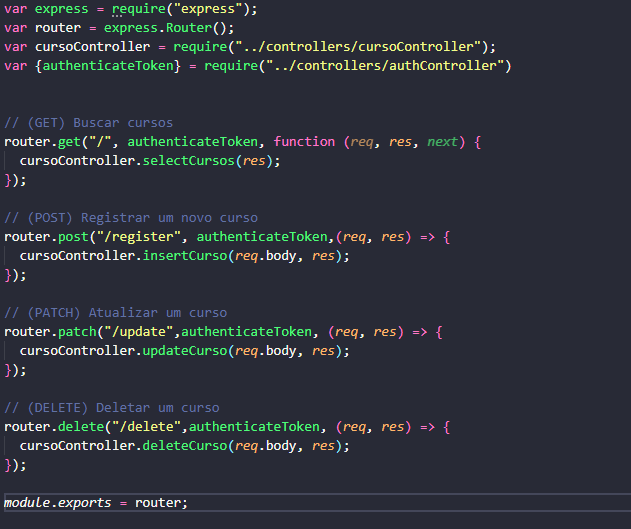 var express = require("express");
var router = express.Router();
var cursoController = require("../controllers/cursoController");
var {authenticateToken} = require("../controllers/authController")
// (GET) Buscar cursos
router.get("/", authenticateToken, function (req, res, next) {
  cursoController.selectCursos(res);
});
// (POST) Registrar um novo curso
router.post("/register", authenticateToken,(req, res) => {
  cursoController.insertCurso(req.body, res);
});
// (PATCH) Atualizar um curso
router.patch("/update",authenticateToken, (req, res) => {
  cursoController.updateCurso(req.body, res);
});
// (DELETE) Deletar um curso
router.delete("/delete",authenticateToken, (req, res) => {
  cursoController.deleteCurso(req.body, res);
});
module.exports = router;